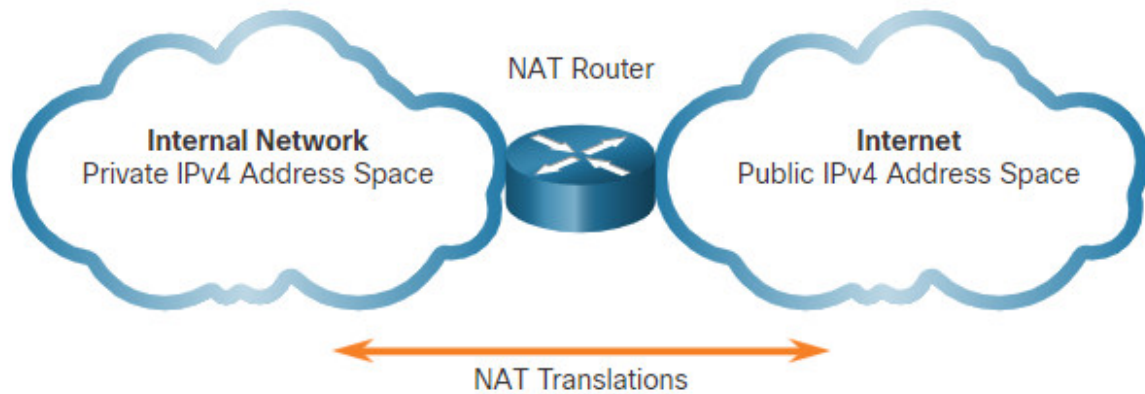 NAT Router
Internal Network
Private IPv4 Address Space
Internet
Public IPv4 Address Space
NAT Translations